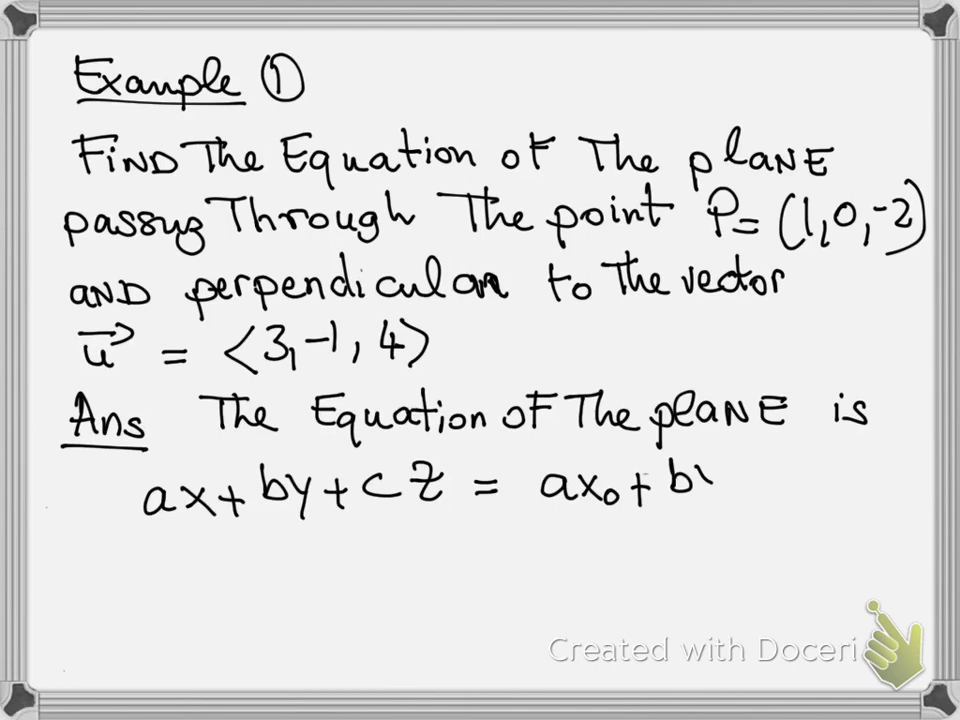 Example ①
FIND The Equation of The plANE
passyg Through The point P = (1,0,-2)
AND perpendicular to The vector
u⃗ = <3,-1,4>
Ans The Equation of The plANE is
ax + by + cz = ax₀ + b
Created with Doceri